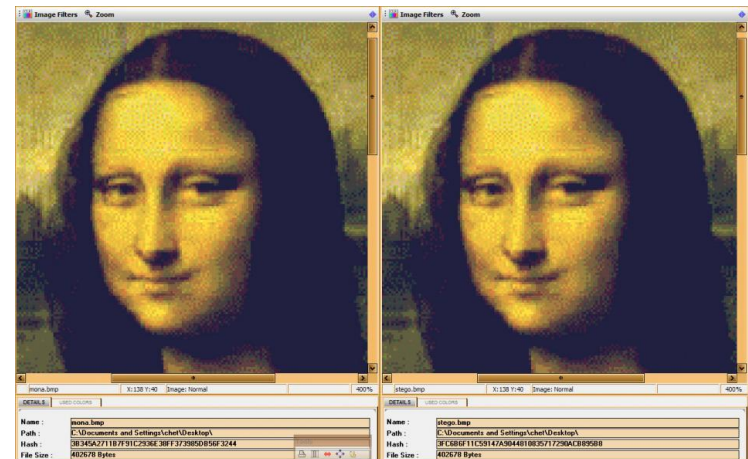 Image Filters Zoom
mona.bmp X:138 Y:40 Image: Normal 400%
DETAILS USED COLORS
Name : mona.bmp
Path : C:\Documents and Settings\chet\Desktop\
Hash :
File Size : 402678 Bytes
Image Filters Zoom
stego.bmp X:138 Y:40 Image: Normal 400%
DETAILS USED COLORS
Name : stego.bmp
Path : C:\Documents and Settings\chet\Desktop\
Hash :
File Size : 402678 Bytes